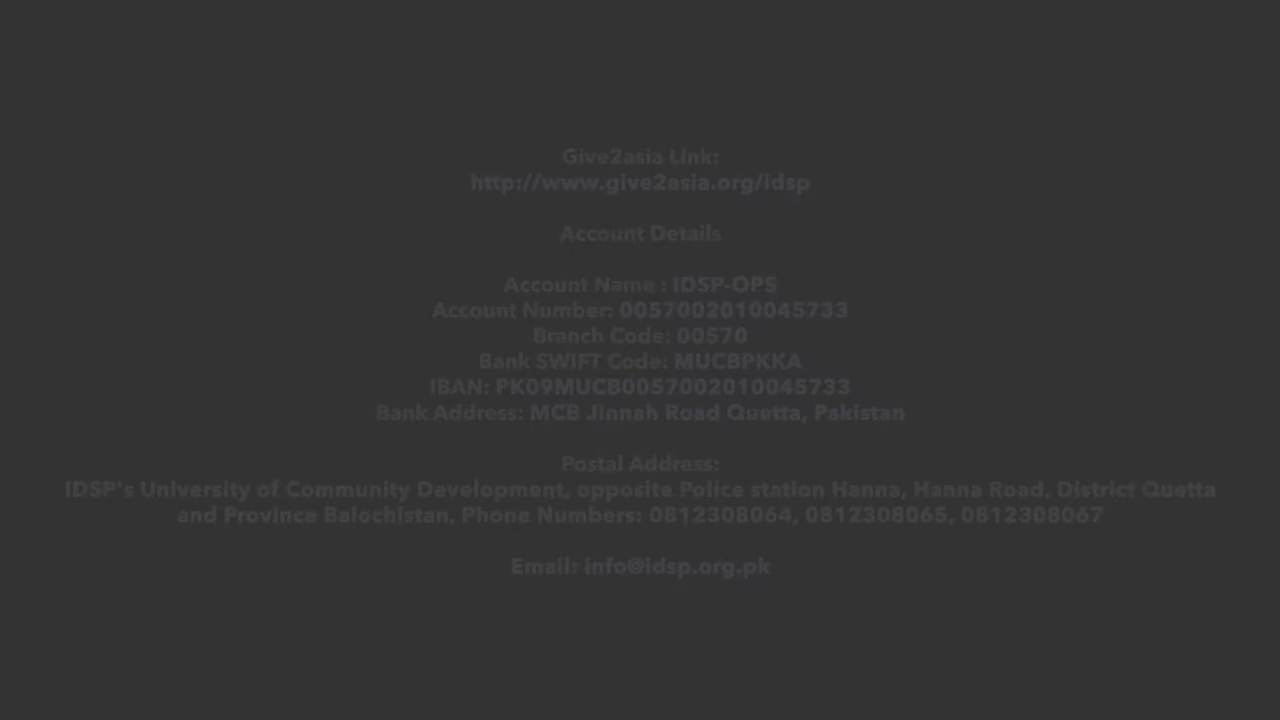 Give2asia Link:
http://www.give2asia.org/idsp
Account Details
Account Name : IDSP-OPS
Account Number: 0057002010045733
Branch Code: 00570
Bank SWIFT Code: MUCBPKKA
IBAN: PK09MUCB0057002010045733
Bank Address: MCB Jinnah Road Quetta, Pakistan
Postal Address:
IDSP's University of Community Development, opposite Police station Hanna, Hanna Road, District Quetta
and Province Balochistan, Phone Numbers: 0812308064, 0812308065, 0812308067
Email: info@idsp.org.pk